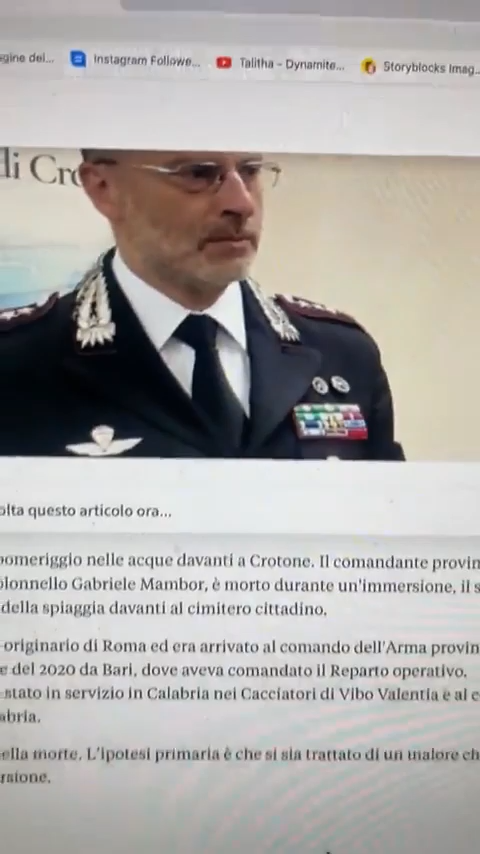 gine del...
Instagram Followe...
Talitha – Dynamite...
Storyblocks Imag...
di Cro
olta questo articolo ora...
pomeriggio nelle acque davanti a Crotone. Il comandante provin
olonnello Gabriele Mambor, è morto durante un'immersione, il s
della spiaggia davanti al cimitero cittadino.
originario di Roma ed era arrivato al comando dell'Arma provin
e del 2020 da Bari, dove aveva comandato il Reparto operativo.
stato in servizio in Calabria nei Cacciatori di Vibo Valentia e al c
abria.
ella morte. L'ipotesi primaria è che si sia trattato di un malore ch
rsione.